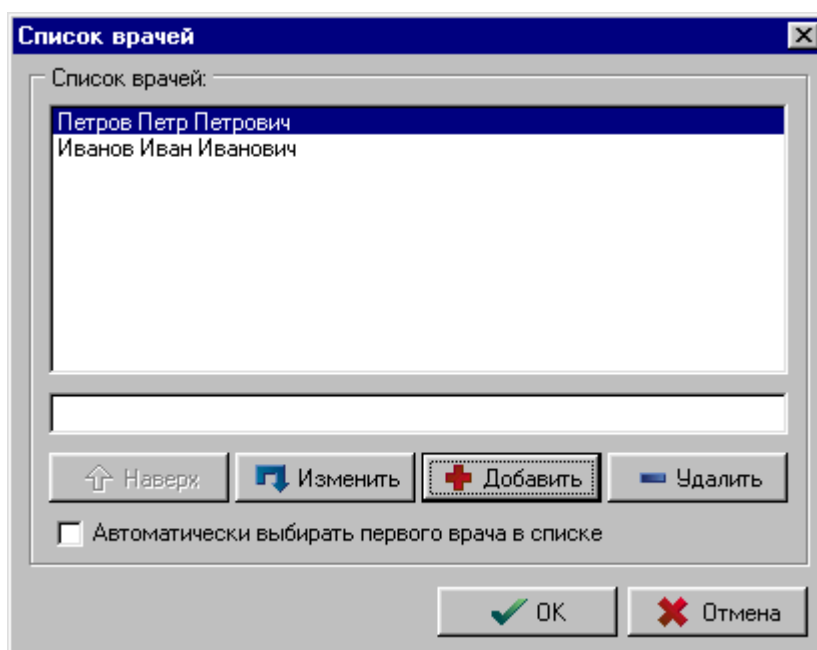 Список врачей
Список врачей:
Петров Петр Петрович
Иванов Иван Иванович
Наверх Изменить Добавить Удалить
Автоматически выбирать первого врача в списке
OK Отмена